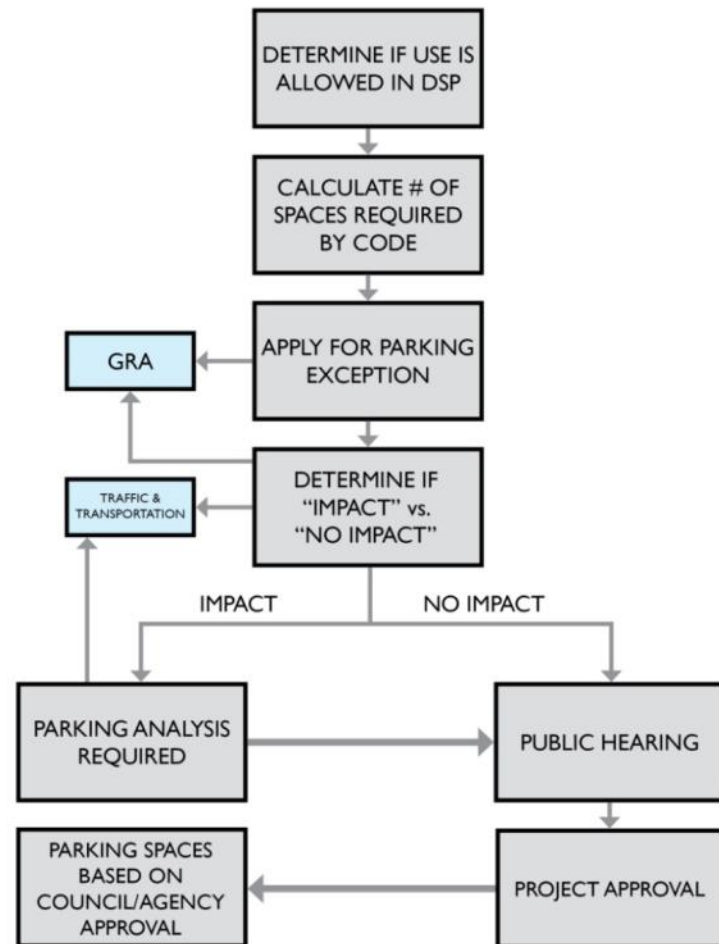 DETERMINE IF USE IS
ALLOWED IN DSP
CALCULATE # OF
SPACES REQUIRED
BY CODE
GRA
APPLY FOR PARKING
EXCEPTION
TRAFFIC &
TRANSPORTATION
DETERMINE IF
“IMPACT” vs.
“NO IMPACT”
IMPACT
NO IMPACT
PARKING ANALYSIS
REQUIRED
PUBLIC HEARING
PARKING SPACES
BASED ON
COUNCIL/AGENCY
APPROVAL
PROJECT APPROVAL